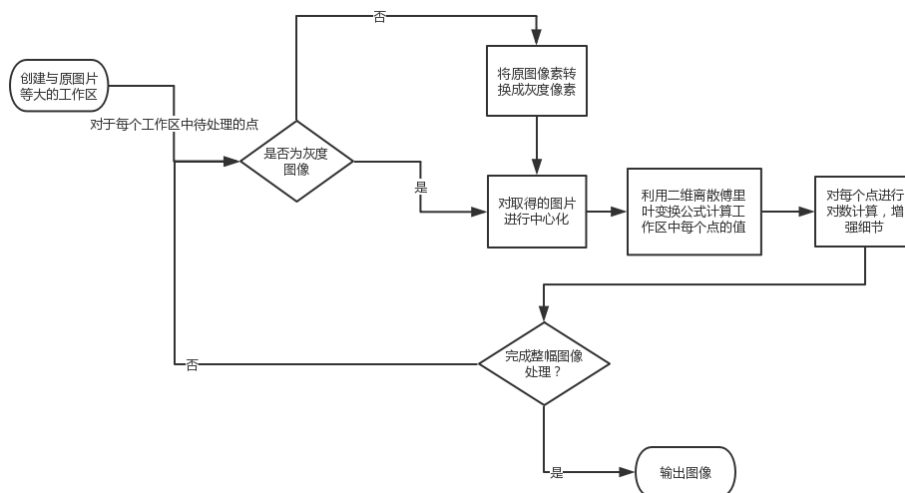 否
创建与原图片
等大的工作区
将原图像素转
换成灰度像素
对于每个工作区中待处理的点
是否为灰度
图像
是
对取得的图片
进行中心化
利用二维离散傅里
叶变换公式计算工
作区中每个点的值
对每个点进行
对数计算，增
强细节
完成整幅图像
处理？
否
是
输出图像